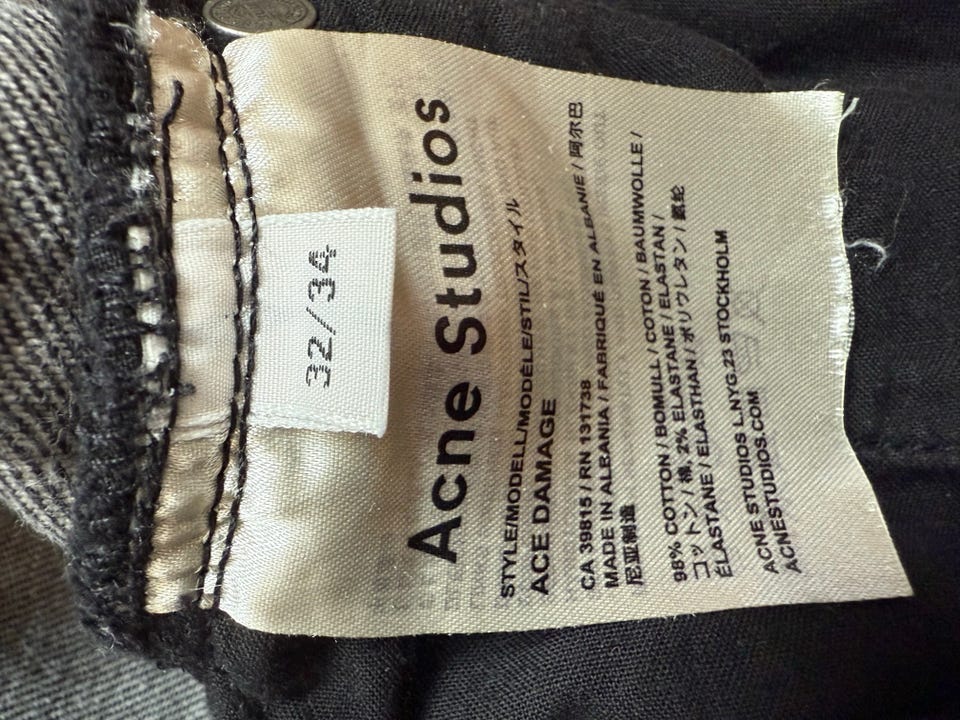 32/34
Acne Studios
STYLE/MODELL/MODÈLE/STIL/スタイル
ACE DAMAGE
CA 39815 / RN 131738
MADE IN ALBANIA / FABRIQUÉ EN ALBANIE / 阿尔巴
尼亚制造
98% COTTON / BOMULL / COTON / BAUMWOLLE /
コットン / 棉, 2% ELASTANE / ELASTAN /
ÉLASTANE / ELASTHAN / ポリウレタン / 氨纶
ACNE STUDIOS LNYG.23 STOCKHOLM
ACNESTUDIOS.COM